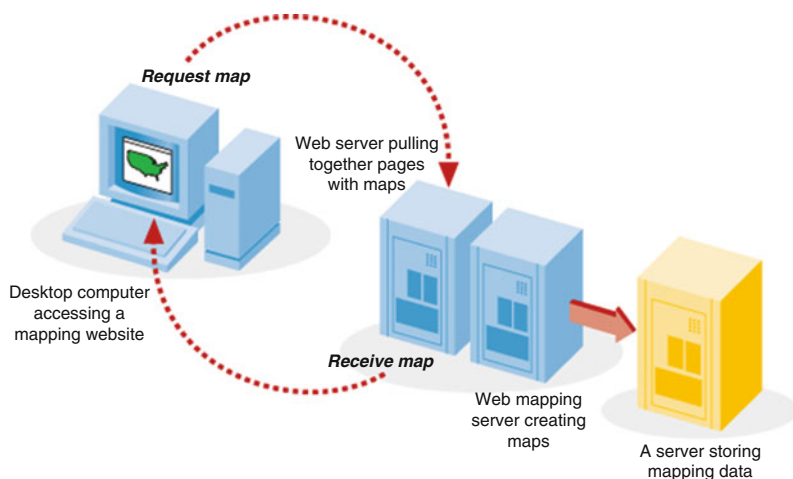 Request map
Web server pulling
together pages
with maps
Desktop computer
accessing a
mapping website
Receive map
Web mapping
server creating
maps
A server storing
mapping data